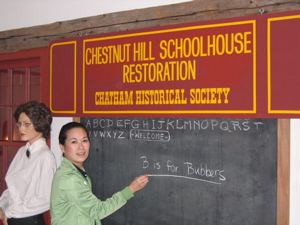 CHESTNUT HILL SCHOOLHOUSE
RESTORATION
CHATHAM HISTORICAL SOCIETY
ABCDEFGHIJKLMNOPQRST
UVWXYZ (WELCOME)
B is for Bubbers